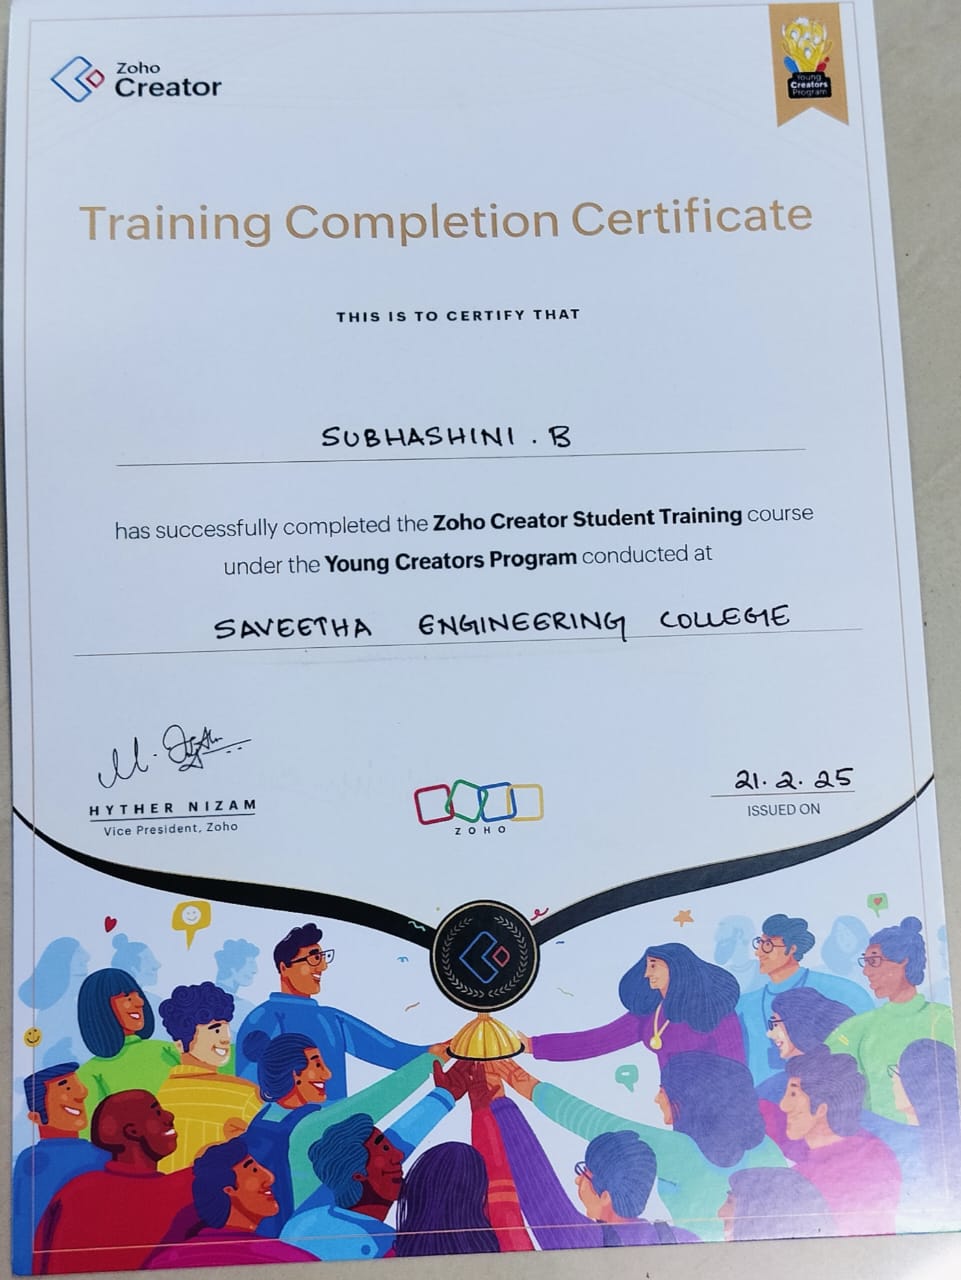 Zoho
Creator
Young
Creators
Program
Training Completion Certificate
THIS IS TO CERTIFY THAT
SUBHASHINI . B
has successfully completed the Zoho Creator Student Training course
under the Young Creators Program conducted at
SAVEETHA ENGINEERING COLLEGE
HYTHER NIZAM
Vice President, Zoho
ZOHO
21.2.25
ISSUED ON